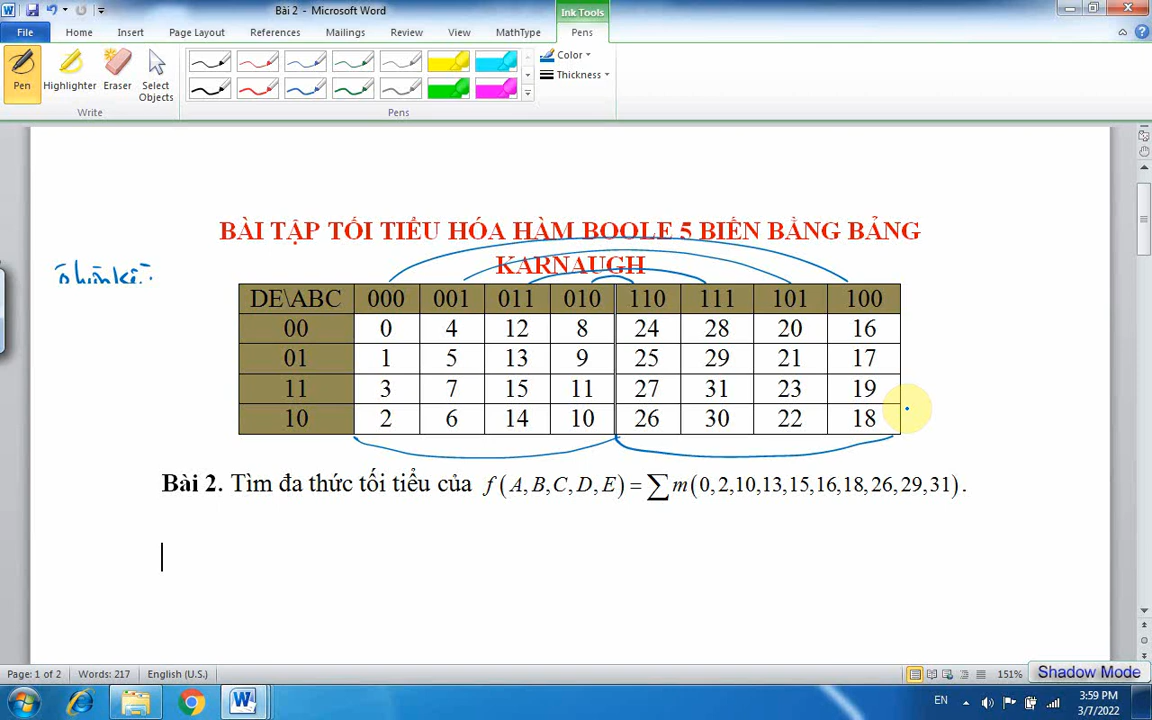 Bài 2 - Microsoft Word
Ink Tools
File Home Insert Page Layout References Mailings Review View MathType Pens
Pen Highlighter Eraser Select Objects
Color
Thickness
Write
Pens
BÀI TẬP TỐI TIỂU HÓA HÀM BOOLE 5 BIẾN BẰNG BẢNG
KARNAUGH
DE\ABC 000 001 011 010 110 111 101 100
00 0 4 12 8 24 28 20 16
01 1 5 13 9 25 29 21 17
11 3 7 15 11 27 31 23 19
10 2 6 14 10 26 30 22 18
Bài 2. Tìm đa thức tối tiểu của f(A,B,C,D,E)=∑m(0,2,10,13,15,16,18,26,29,31).
Page: 1 of 2 Words: 217 English (U.S.) 151%
Shadow Mode
EN 3:59 PM
3/7/2022